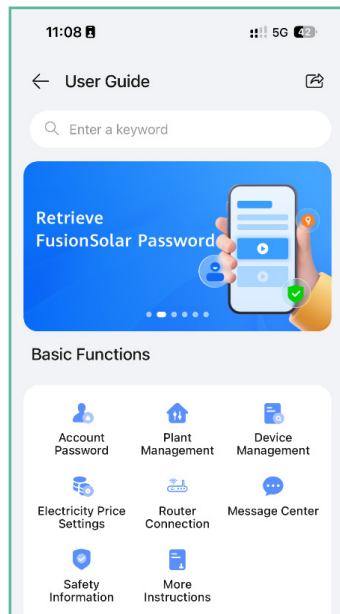 11:08
5G 42
User Guide
Enter a keyword
Retrieve
FusionSolar Password
Basic Functions
Account
Password
Plant
Management
Device
Management
Electricity Price
Settings
Router
Connection
Message Center
Safety
Information
More
Instructions